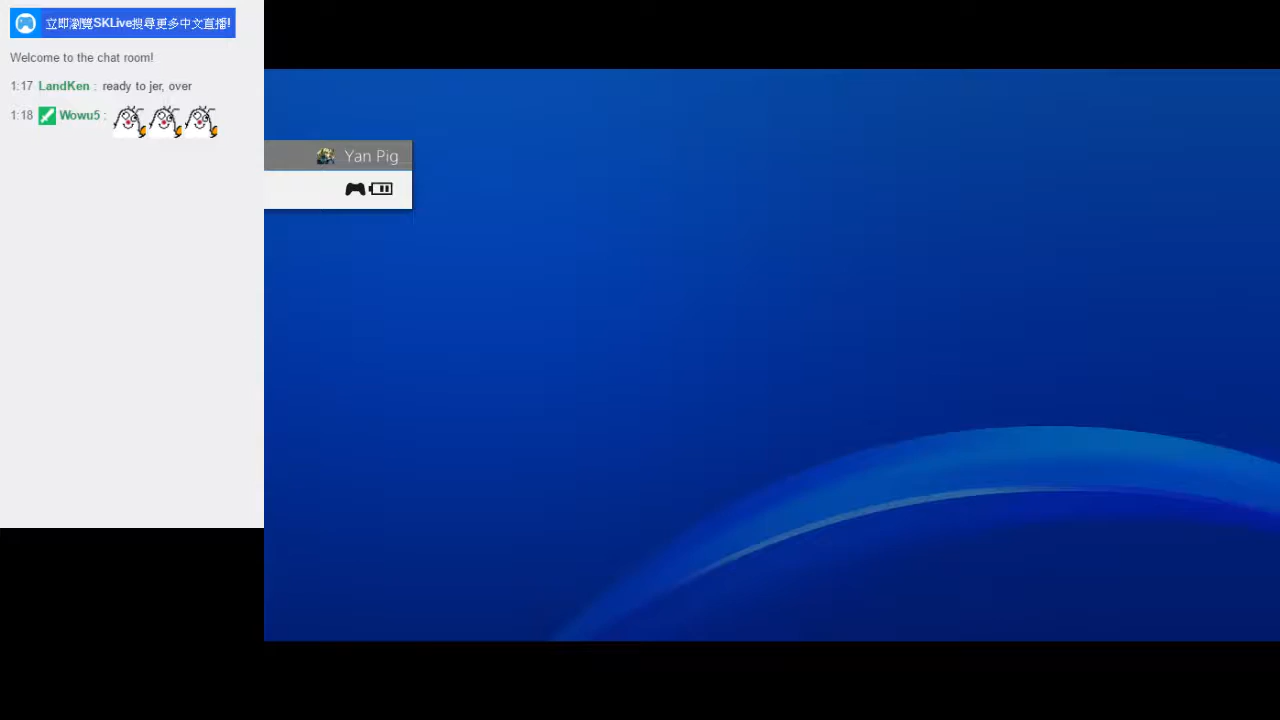 立即瀏覽SKLive搜尋更多中文直播!
Welcome to the chat room!
1:17 LandKen : ready to jer, over
1:18 Wowu5 :
Yan Pig